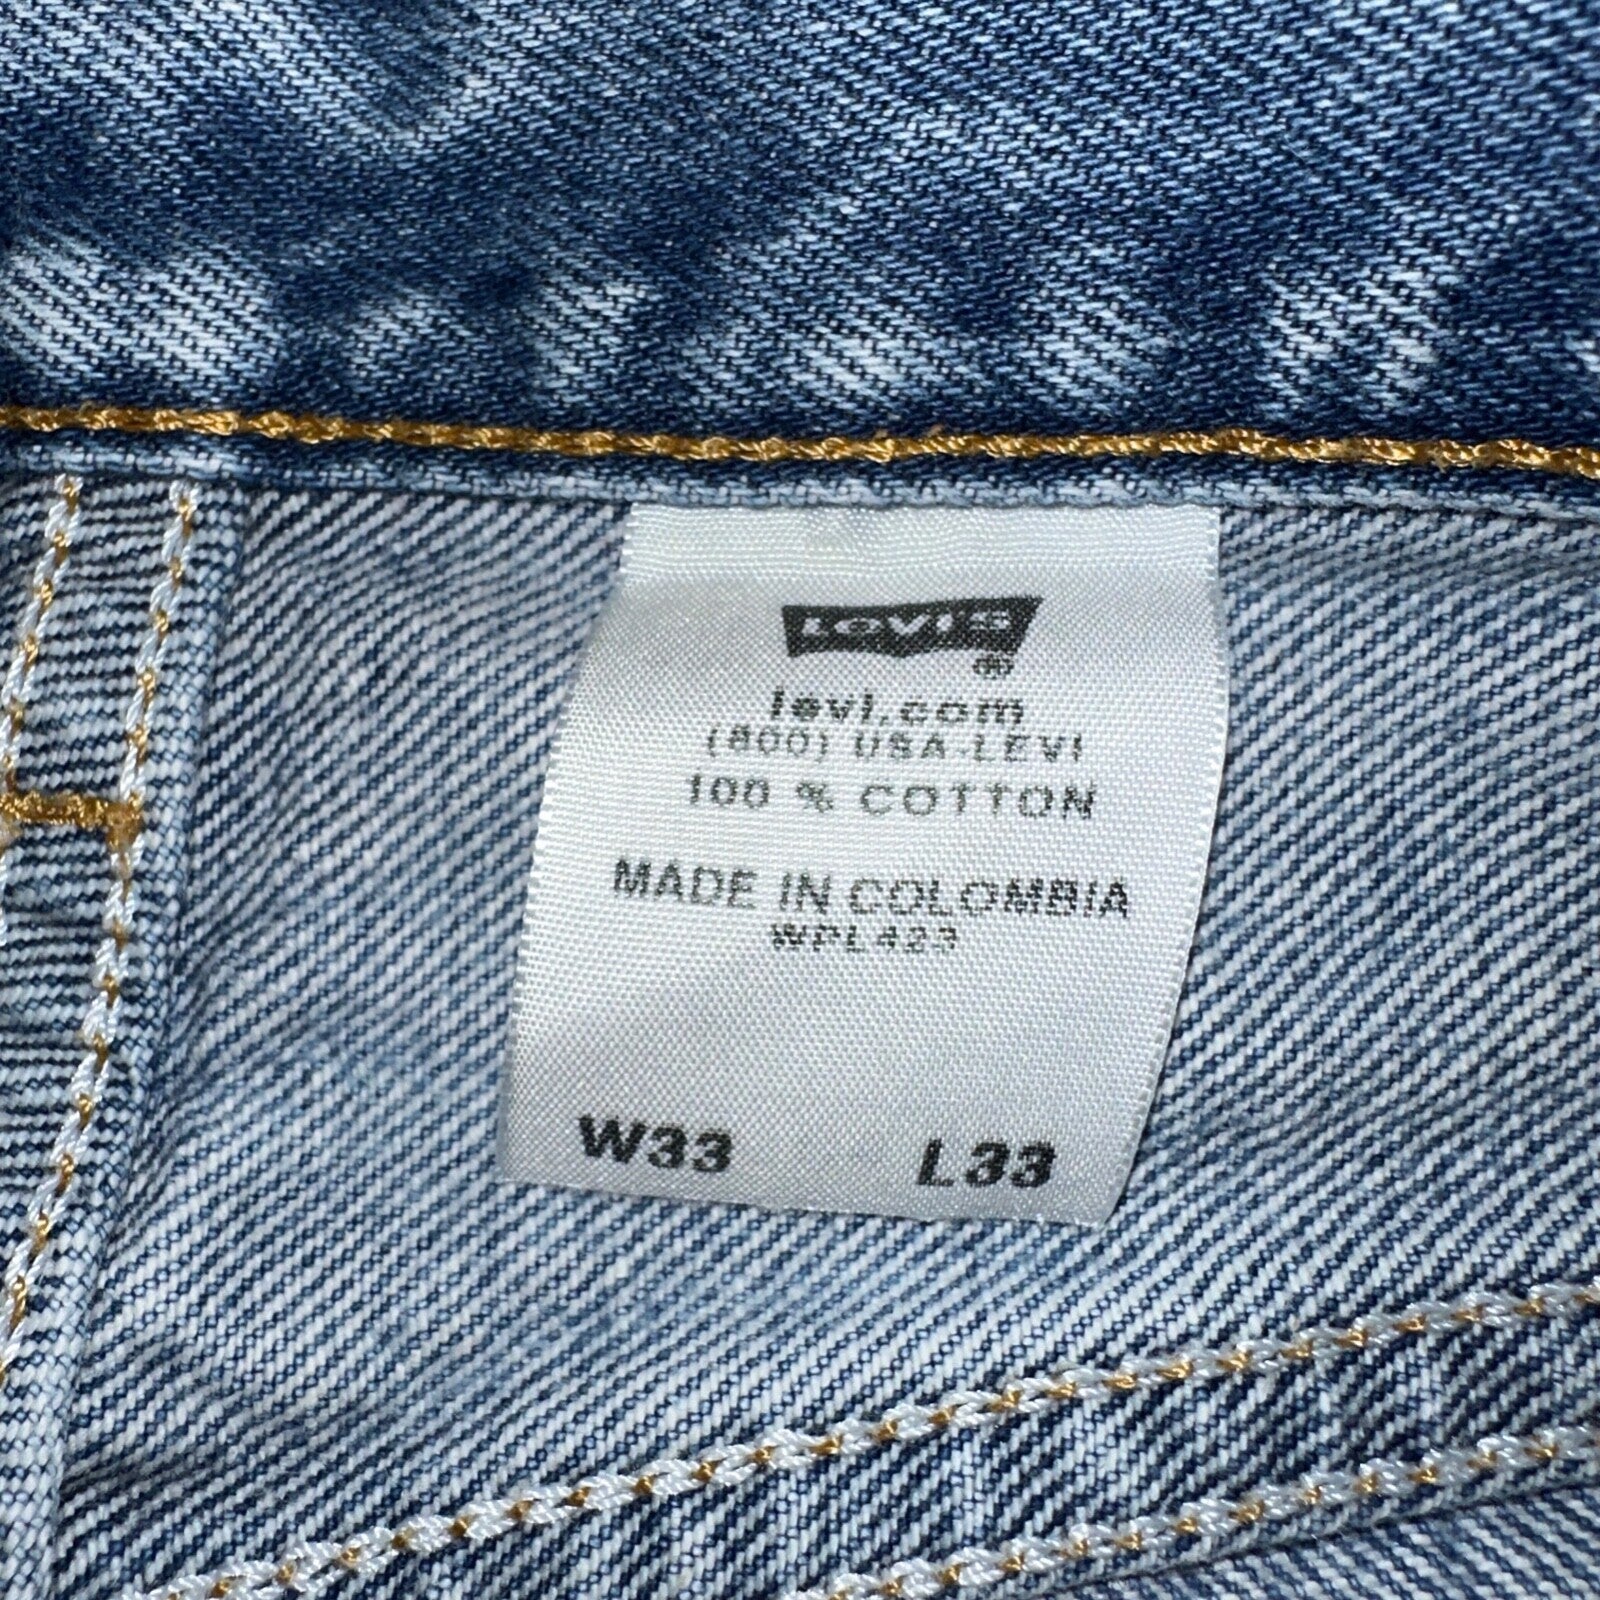 Levi's
®
levi.com
(800) USA-LEVI
100 % COTTON
MADE IN COLOMBIA
WPL423
W33 L33